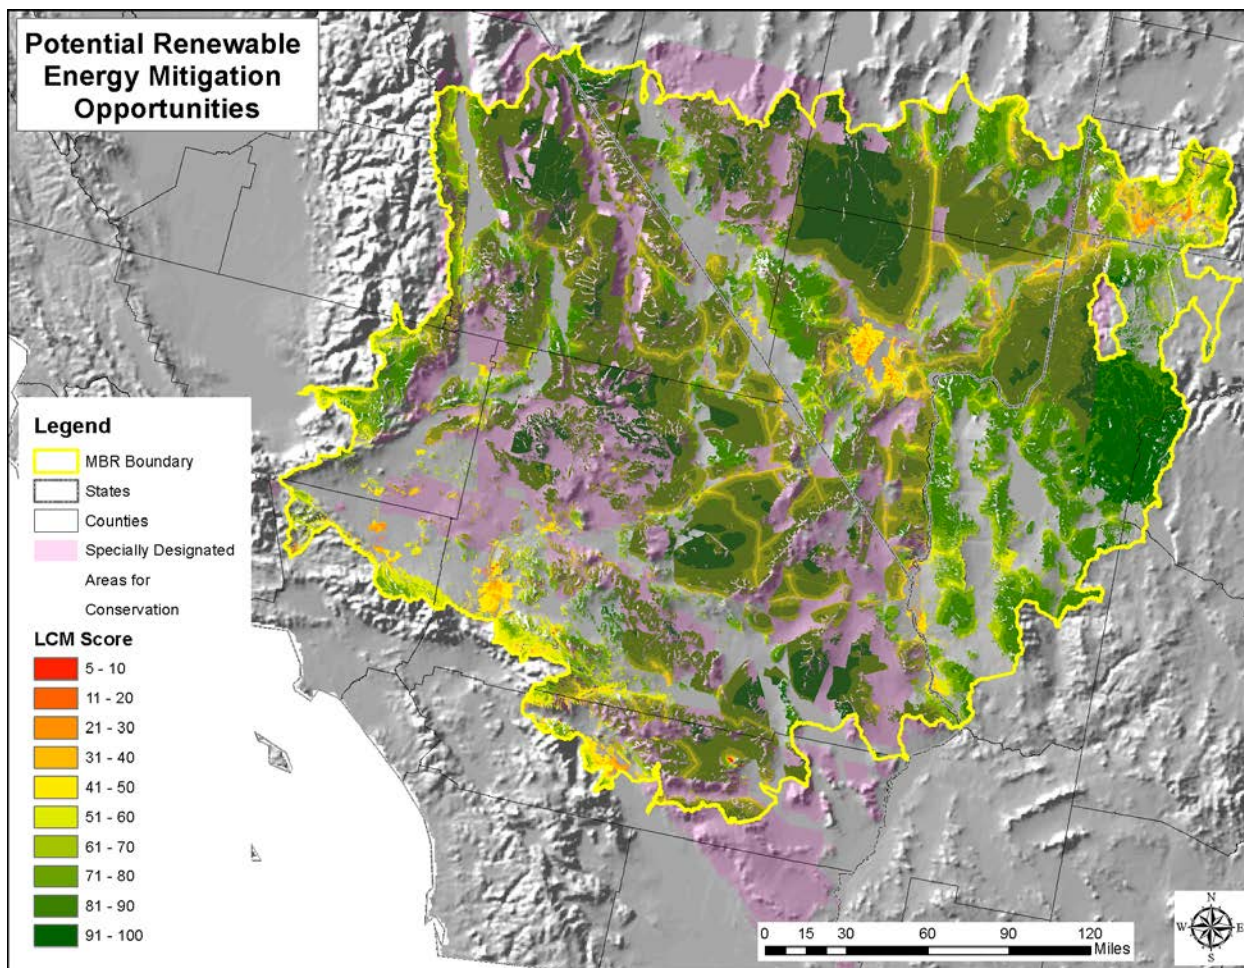 Potential Renewable
Energy Mitigation
Opportunities
Legend
MBR Boundary
States
Counties
Specially Designated
Areas for
Conservation
LCM Score
5 - 10
11 - 20
21 - 30
31 - 40
41 - 50
51 - 60
61 - 70
71 - 80
81 - 90
91 - 100
0 15 30 60 90 120
Miles
N
W E
S